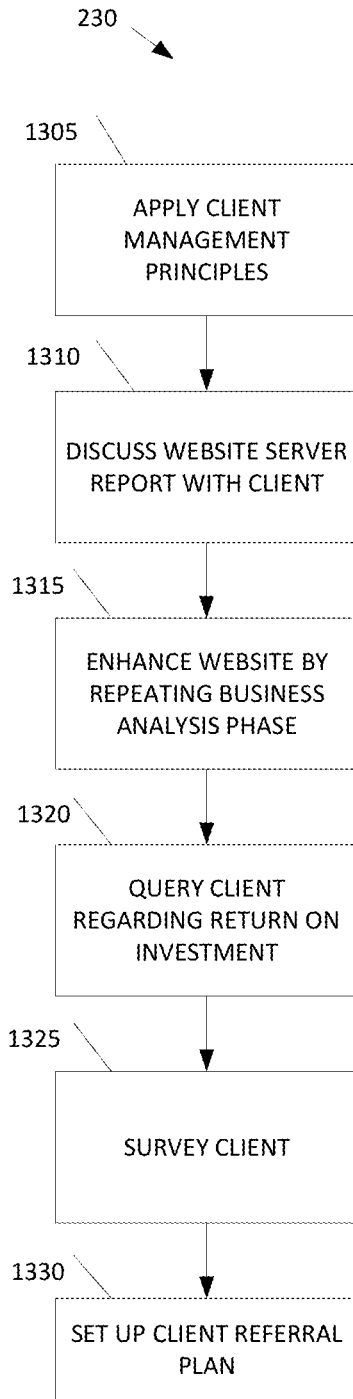 230
1305
APPLY CLIENT
MANAGEMENT
PRINCIPLES
1310
DISCUSS WEBSITE SERVER
REPORT WITH CLIENT
1315
ENHANCE WEBSITE BY
REPEATING BUSINESS
ANALYSIS PHASE
1320
QUERY CLIENT
REGARDING RETURN ON
INVESTMENT
1325
SURVEY CLIENT
1330
SET UP CLIENT REFERRAL
PLAN